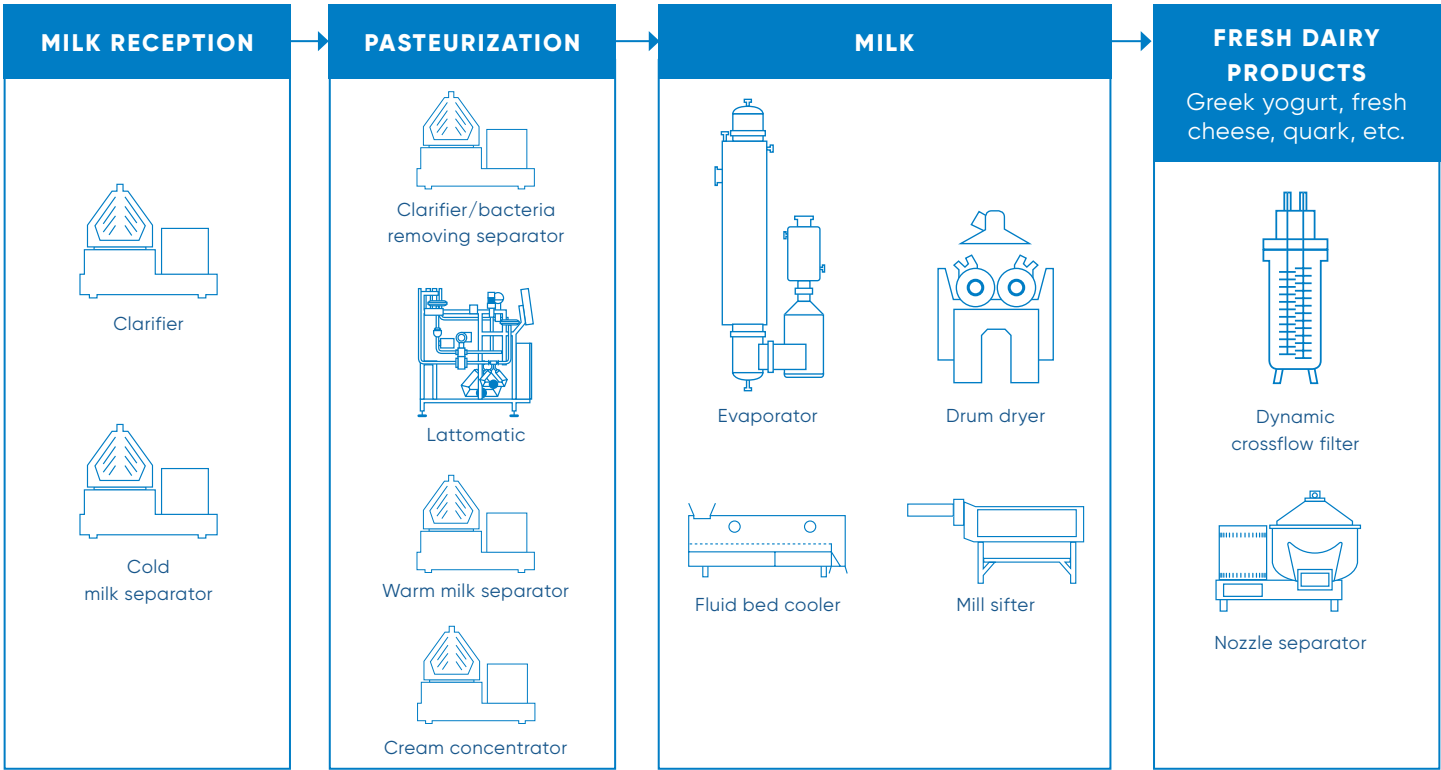 MILK RECEPTION
Clarifier
Cold
milk separator
PASTEURIZATION
Clarifier/bacteria
removing separator
Lattomatic
Warm milk separator
Cream concentrator
MILK
Evaporator
Drum dryer
Fluid bed cooler
Mill sifter
FRESH DAIRY
PRODUCTS
Greek yogurt, fresh
cheese, quark, etc.
Dynamic
crossflow filter
Nozzle separator